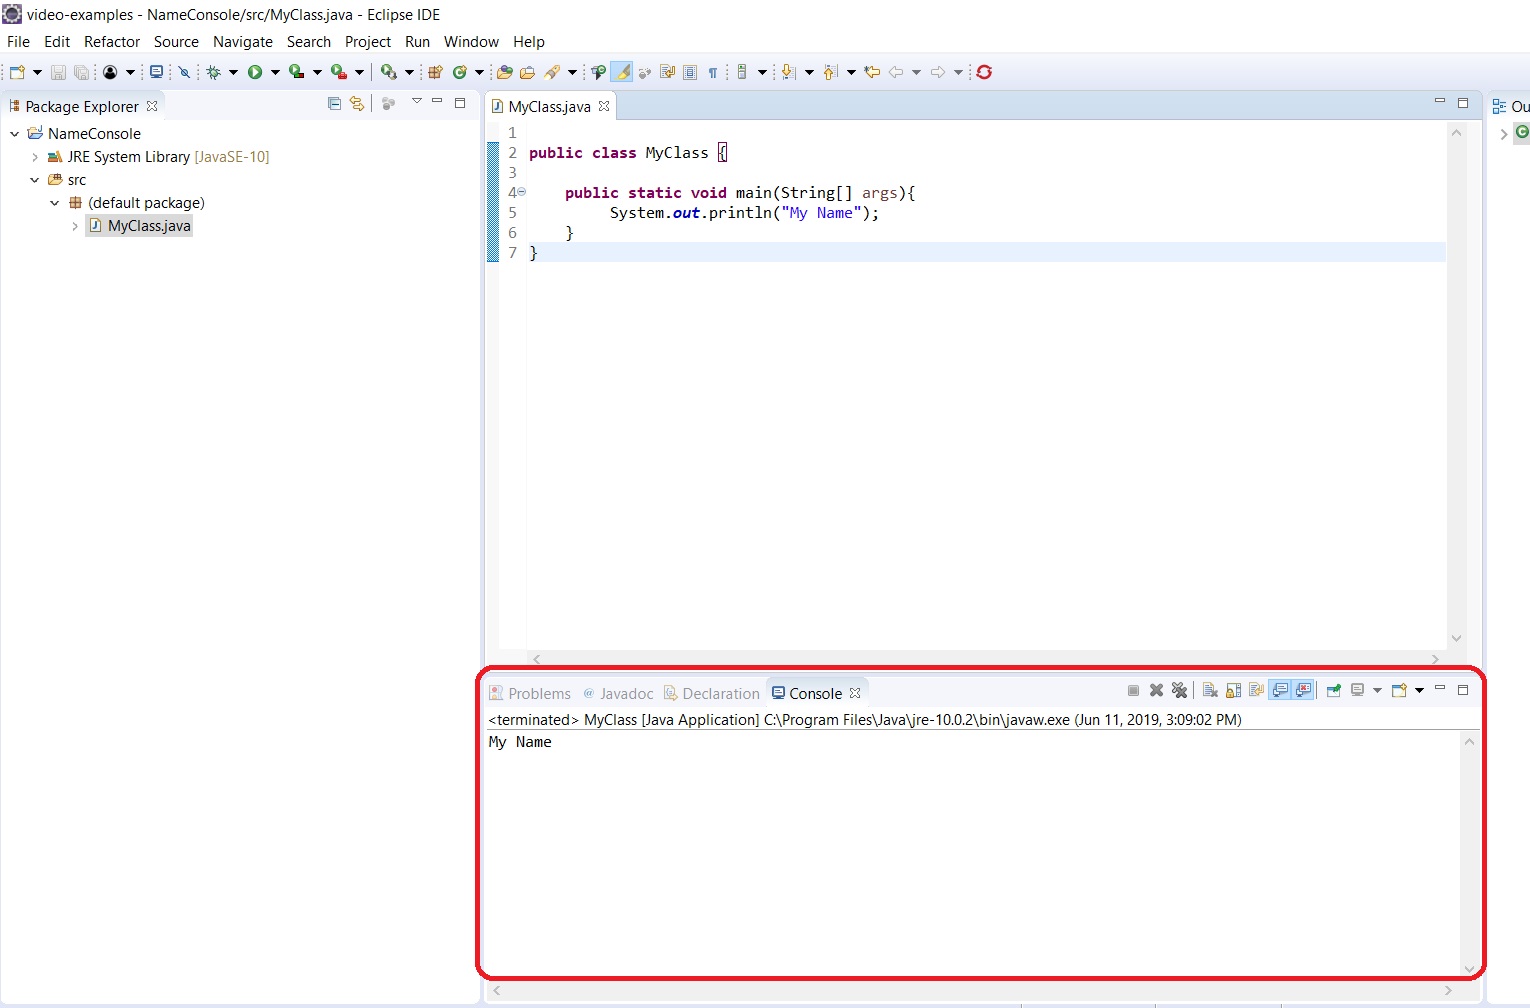 video-examples - NameConsole/src/MyClass.java - Eclipse IDE
File Edit Refactor Source Navigate Search Project Run Window Help
Package Explorer
NameConsole
JRE System Library [JavaSE-10]
src
(default package)
MyClass.java
MyClass.java
1
2 public class MyClass {
3
4 public static void main(String[] args){
5 System.out.println("My Name");
6 }
7 }
Ou
Problems @ Javadoc Declaration Console
<terminated> MyClass [Java Application] C:\Program Files\Java\jre-10.0.2\bin\javaw.exe (Jun 11, 2019, 3:09:02 PM)
My Name